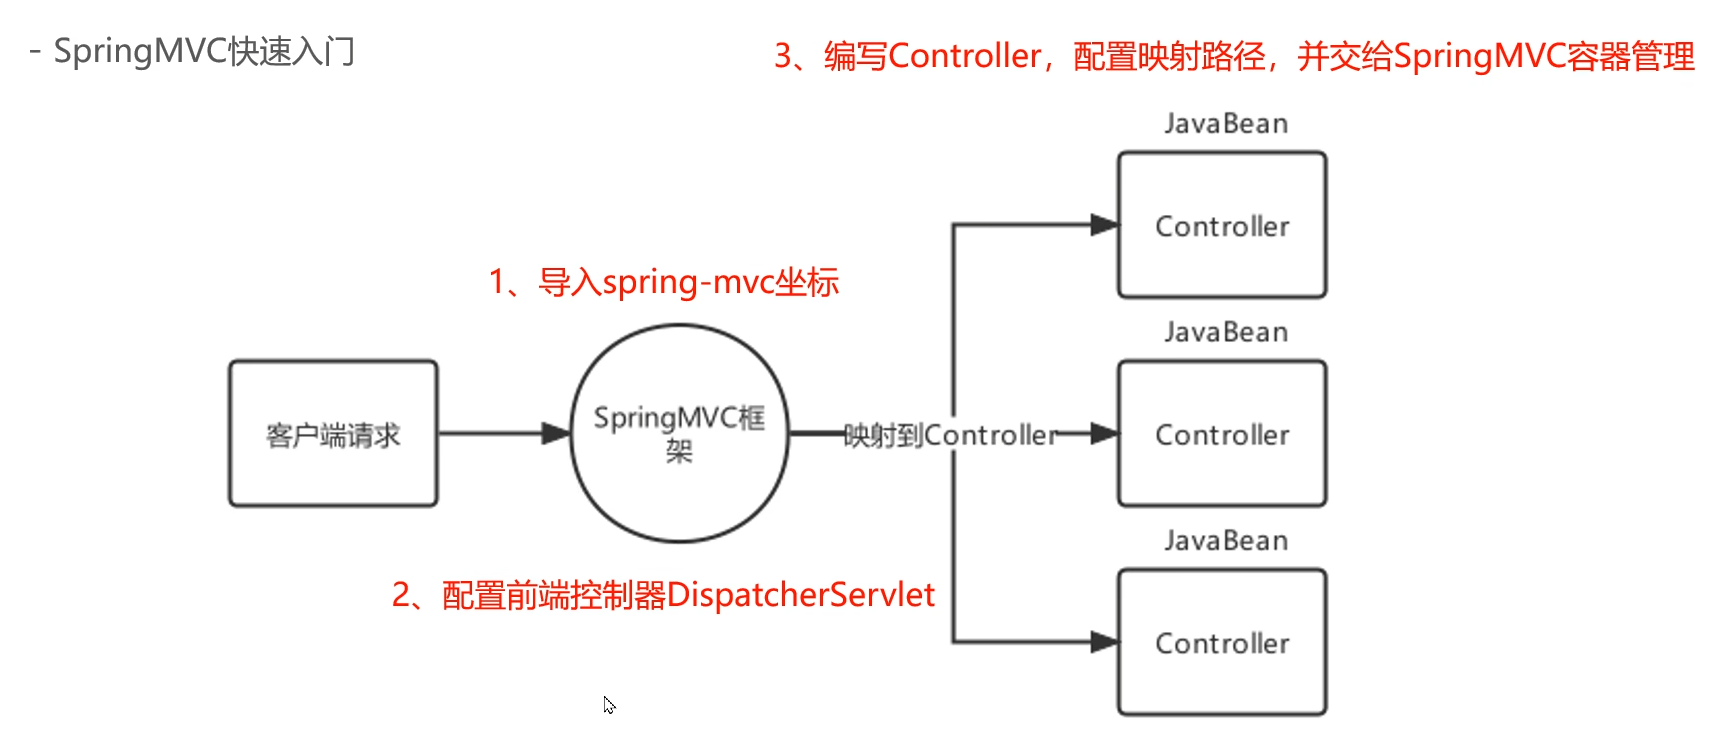 - SpringMVC快速入门
3、编写Controller，配置映射路径，并交给SpringMVC容器管理
JavaBean
Controller
1、导入spring-mvc坐标
JavaBean
客户端请求
SpringMVC框
架
映射到Controller
Controller
2、配置前端控制器DispatcherServlet
JavaBean
Controller